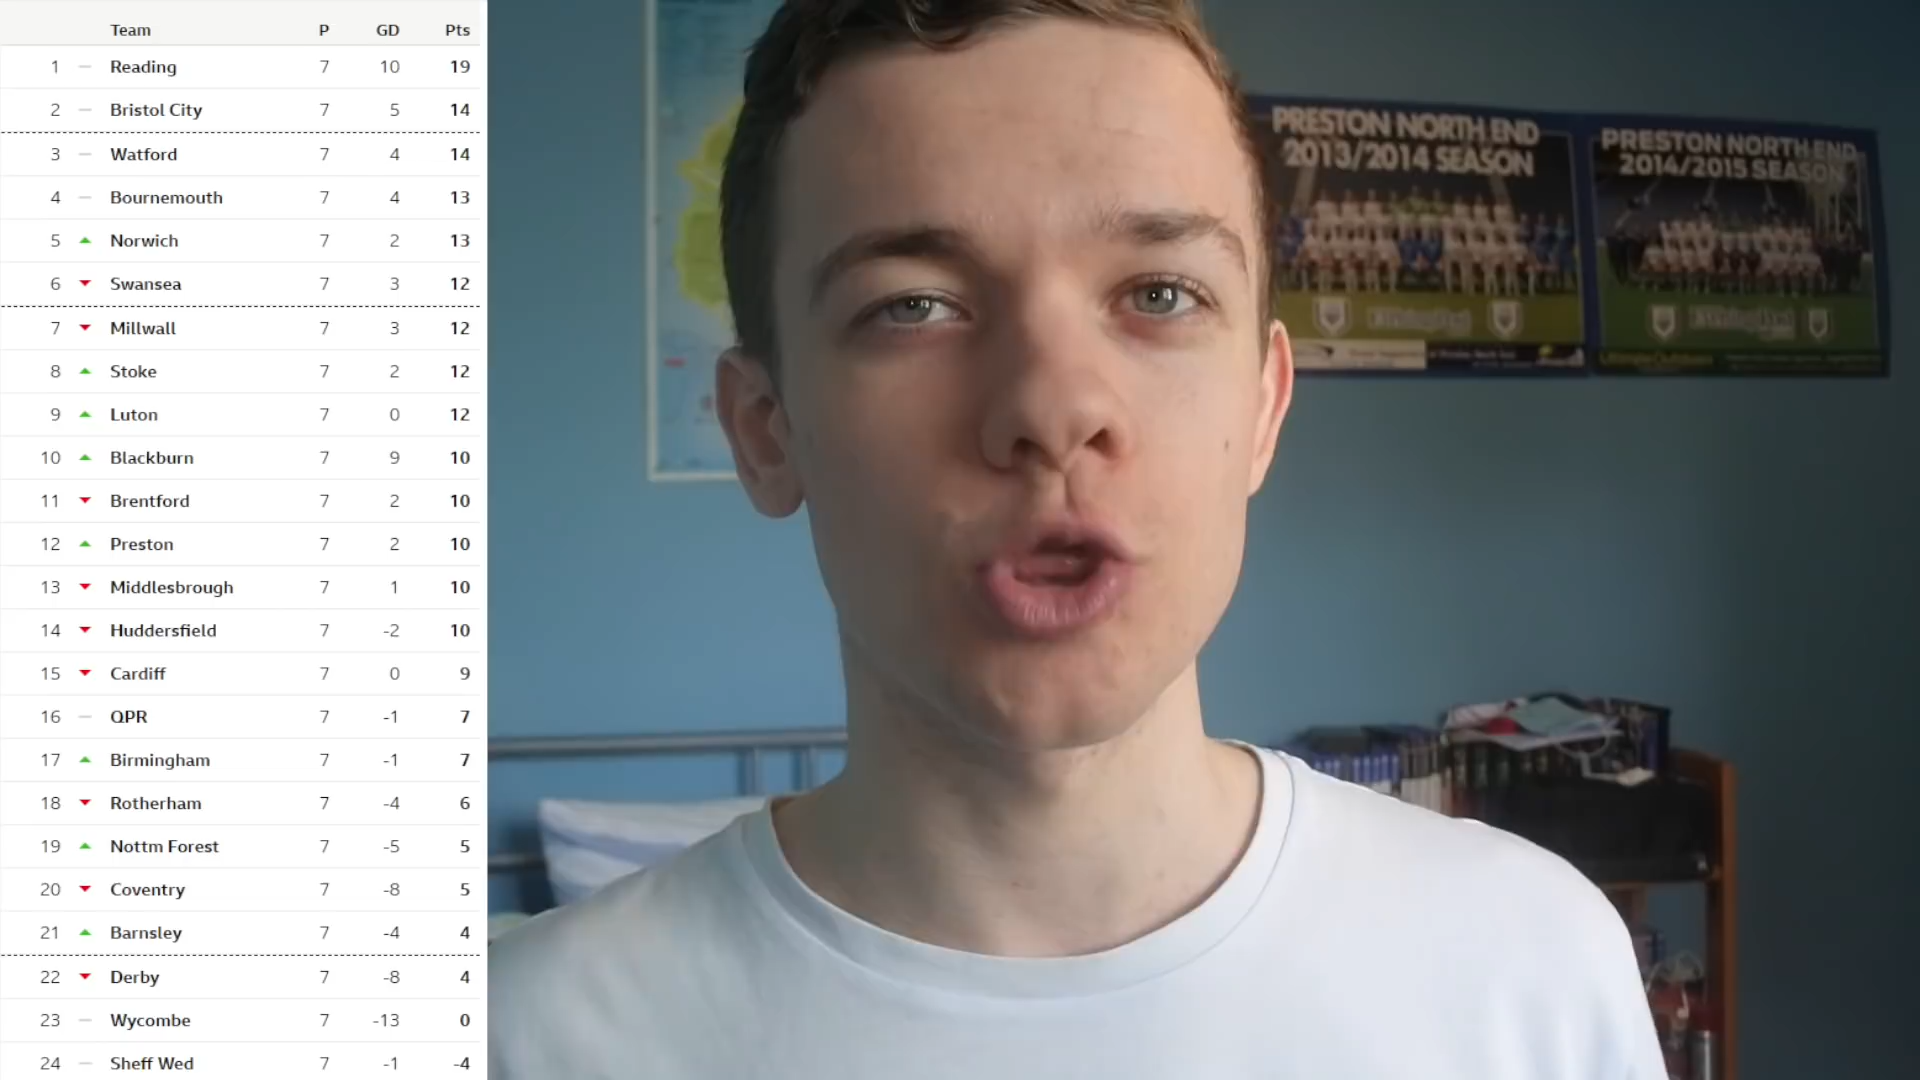 Team P GD Pts
1 Reading 7 10 19
2 Bristol City 7 5 14
3 Watford 7 4 14
4 Bournemouth 7 4 13
5 Norwich 7 2 13
6 Swansea 7 3 12
7 Millwall 7 3 12
8 Stoke 7 2 12
9 Luton 7 0 12
10 Blackburn 7 9 10
11 Brentford 7 2 10
12 Preston 7 2 10
13 Middlesbrough 7 1 10
14 Huddersfield 7 -2 10
15 Cardiff 7 0 9
16 QPR 7 -1 7
17 Birmingham 7 -1 7
18 Rotherham 7 -4 6
19 Nottm Forest 7 -5 5
20 Coventry 7 -8 5
21 Barnsley 7 -4 4
22 Derby 7 -8 4
23 Wycombe 7 -13 0
24 Sheff Wed 7 -1 -4
PRESTON NORTH END
2013/2014 SEASON
PRESTON NORTH END
2014/2015 SEASON